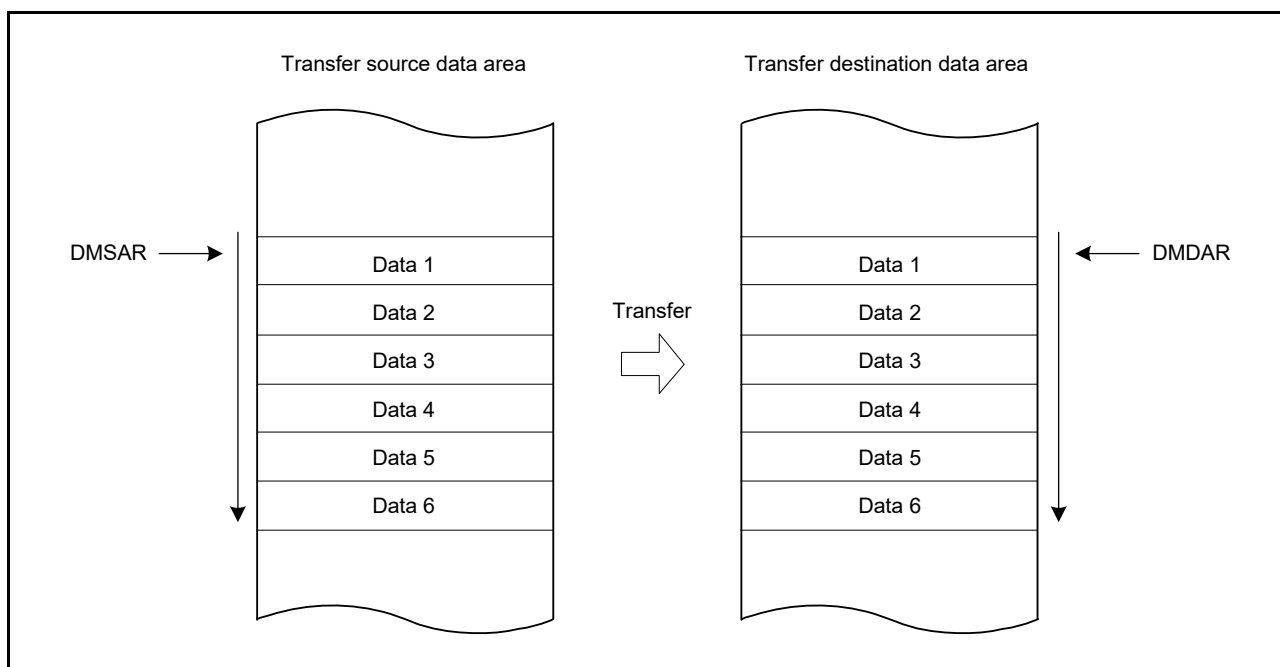 Transfer source data area
Transfer destination data area
DMSAR
DMDAR
Data 1
Data 1
Data 2
Data 2
Transfer
Data 3
Data 3
Data 4
Data 4
Data 5
Data 5
Data 6
Data 6